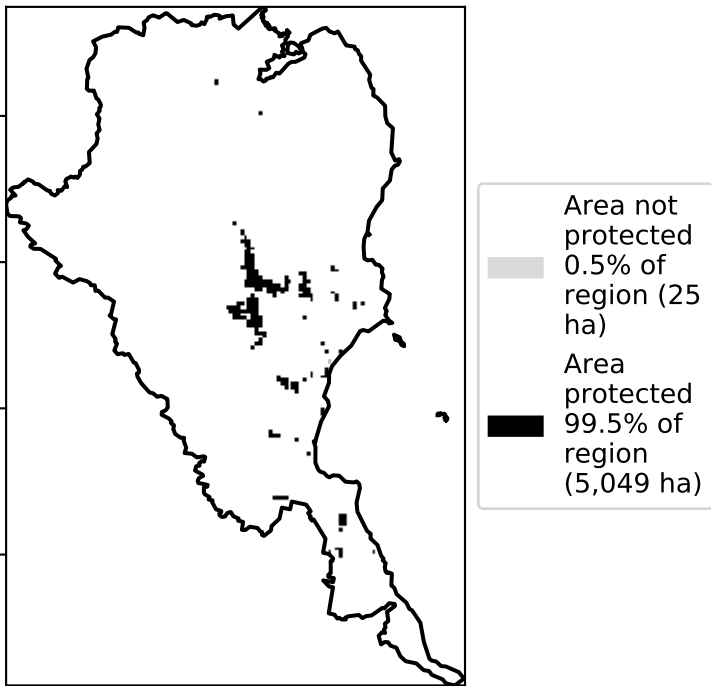 Area not
protected
0.5% of
region (25
ha)
Area
protected
99.5% of
region
(5,049 ha)